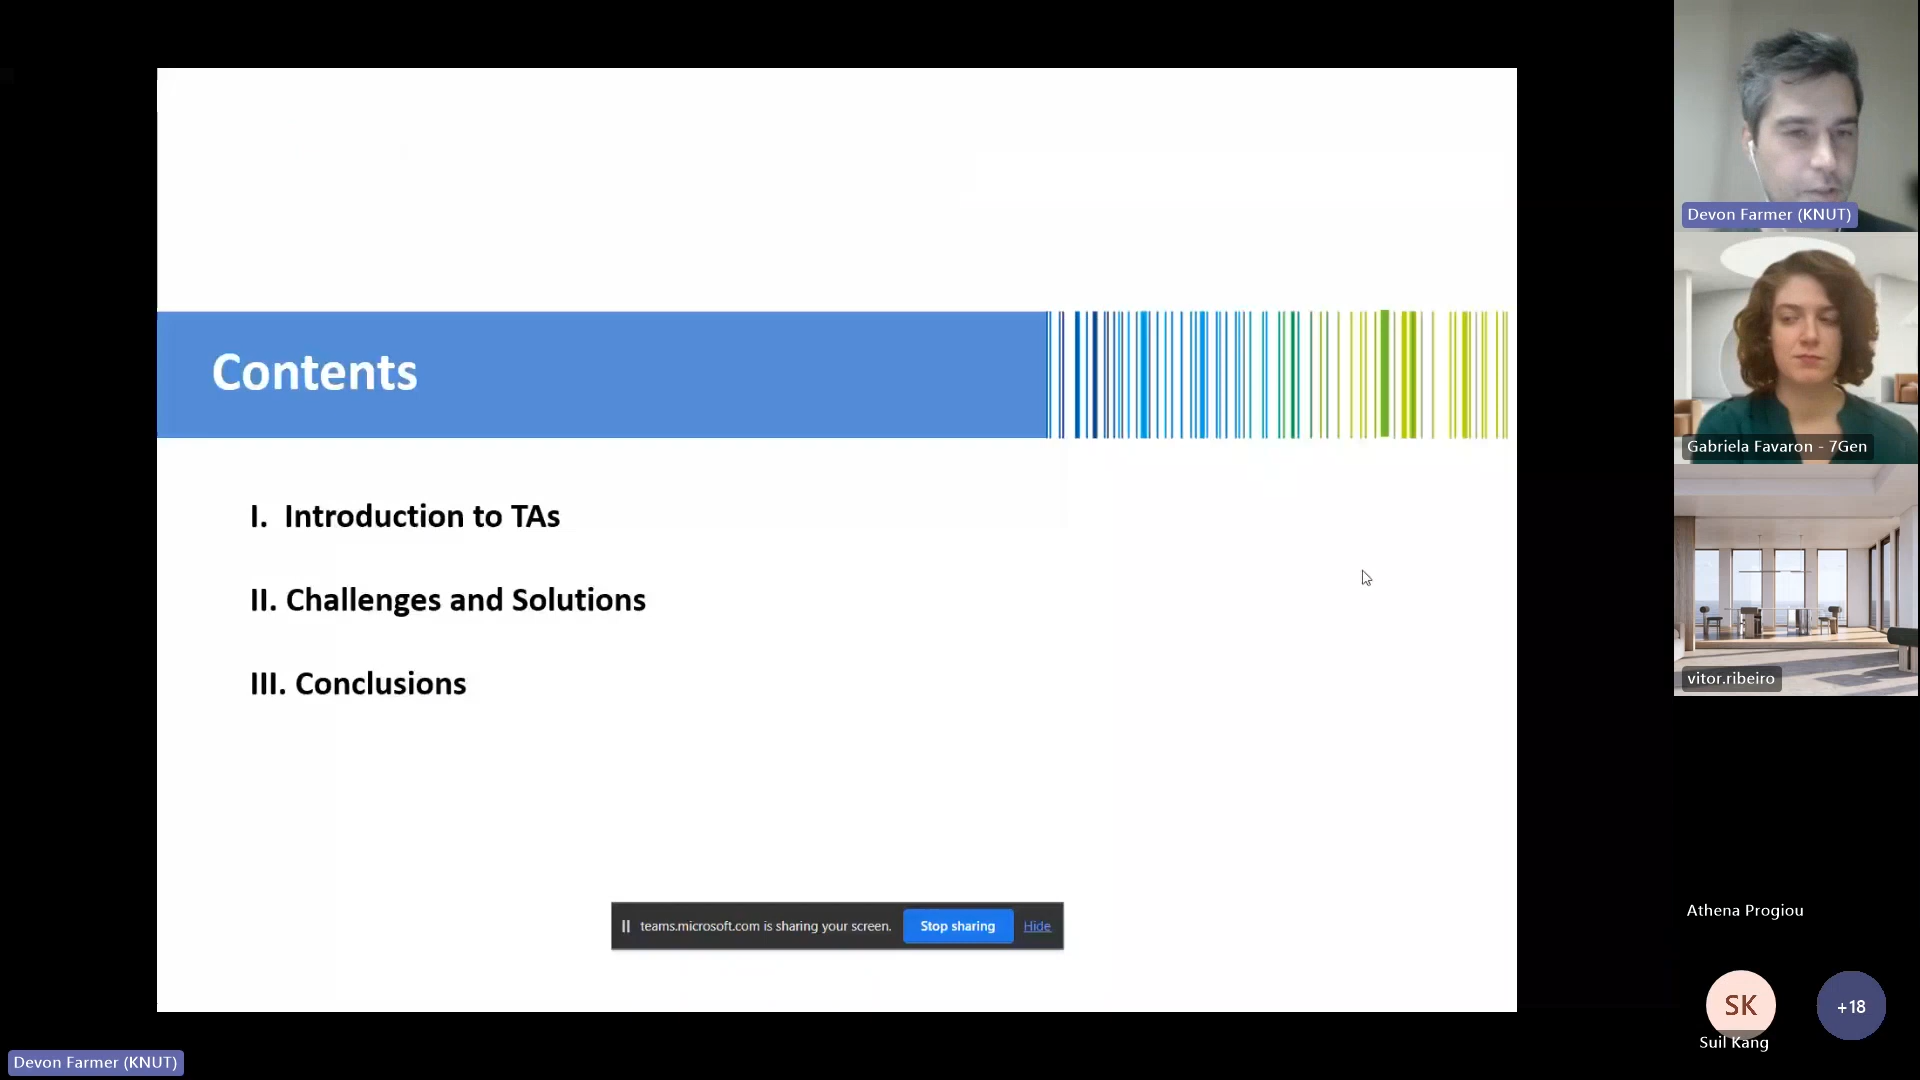 Contents
I. Introduction to TAs
II. Challenges and Solutions
III. Conclusions
teams.microsoft.com is sharing your screen. Stop sharing Hide
Devon Farmer (KNUT)
Gabriela Favaron - 7Gen
vitor.ribeiro
Athena Progiou
SK
+18
Suil Kang
Devon Farmer (KNUT)